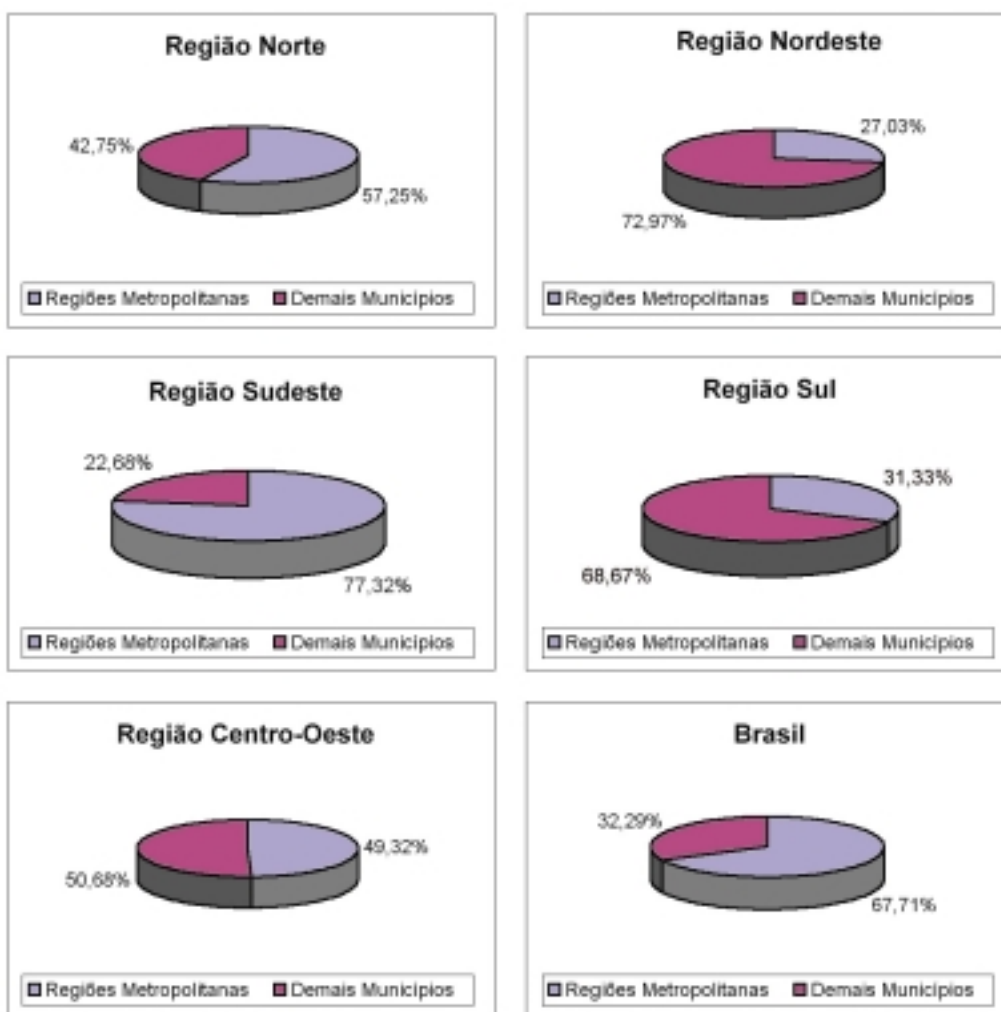 Região Norte
42,75%
57,25%
Regiões Metropolitanas Demais Municípios
Região Nordeste
27,03%
72,97%
Regiões Metropolitanas Demais Municípios
Região Sudeste
22,68%
77,32%
Regiões Metropolitanas Demais Municípios
Região Sul
31,33%
68,67%
Regiões Metropolitanas Demais Municípios
Região Centro-Oeste
49,32%
50,68%
Regiões Metropolitanas Demais Municípios
Brasil
32,29%
67,71%
Regiões Metropolitanas Demais Municípios